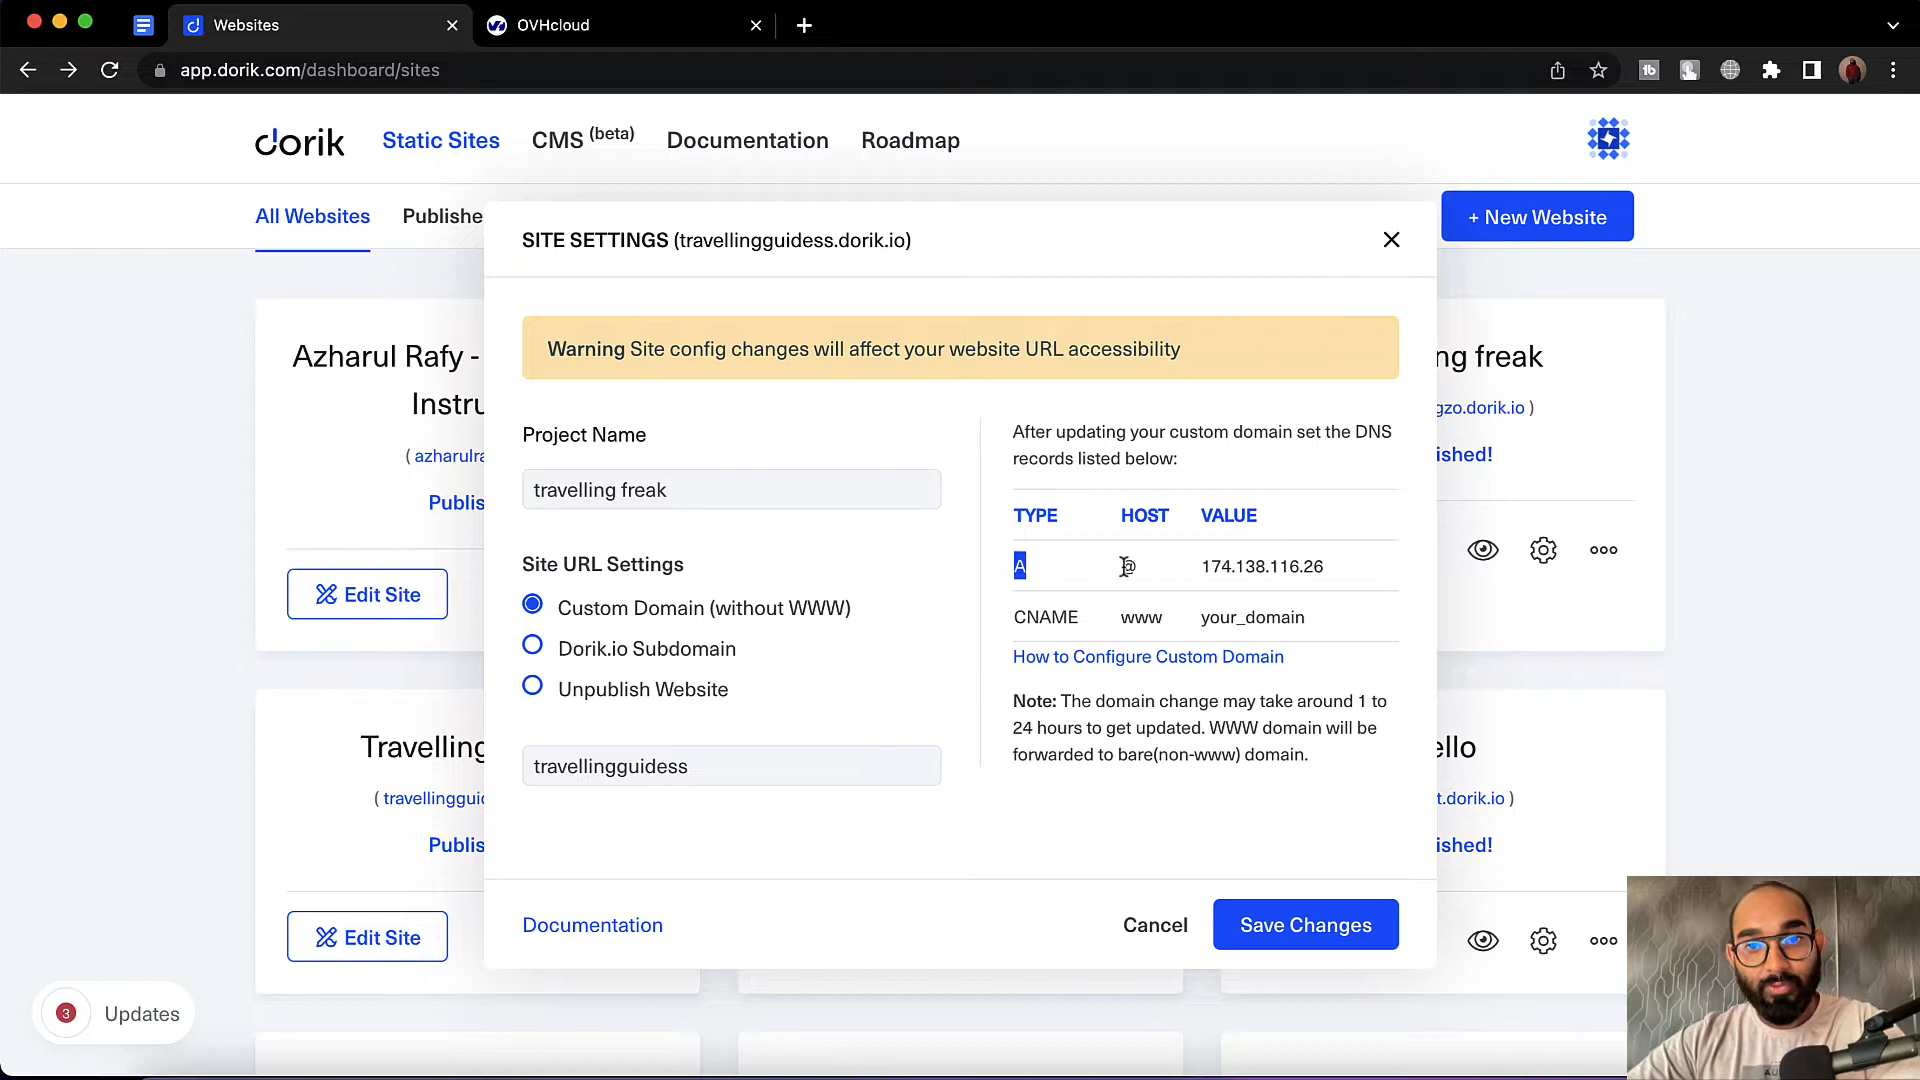 Websites
OVHcloud
app.dorik.com/dashboard/sites
dorik
Static Sites
CMS (beta)
Documentation
Roadmap
All Websites
Publishe
+ New Website
SITE SETTINGS (travellingguidess.dorik.io)
Warning Site config changes will affect your website URL accessibility
Azharul Rafy -
Instru
( azharulra
Publis
Edit Site
ng freak
gzo.dorik.io )
ished!
Project Name
travelling freak
Site URL Settings
Custom Domain (without WWW)
Dorik.io Subdomain
Unpublish Website
travellingguidess
After updating your custom domain set the DNS
records listed below:
TYPE HOST VALUE
A @ 174.138.116.26
CNAME www your_domain
How to Configure Custom Domain
Note: The domain change may take around 1 to
24 hours to get updated. WWW domain will be
forwarded to bare(non-www) domain.
Travelling
( travellinggui
Publis
Edit Site
ello
t.dorik.io )
ished!
Documentation
Cancel
Save Changes
3 Updates